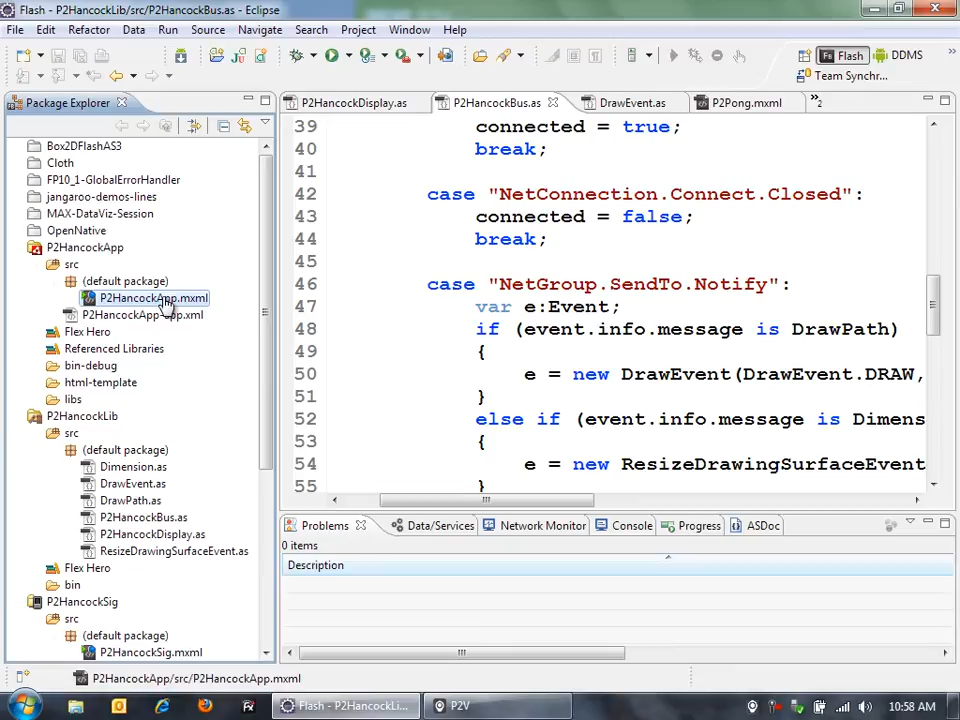 Flash - P2HancockLib/src/P2HancockBus.as - Eclipse
File Edit Refactor Data Run Source Navigate Search Project Window Help
Flash DDMS
Team Synchr...
Package Explorer
P2HancockDisplay.as P2HancockBus.as DrawEvent.as P2Pong.mxml »2
Box2DFlashAS3
Cloth
FP10_1-GlobalErrorHandler
jangaroo-demos-lines
MAX-DataViz-Session
OpenNative
P2HancockApp
src
(default package)
P2HancockApp.mxml
P2HancockApp-app.xml
Flex Hero
Referenced Libraries
bin-debug
html-template
libs
P2HancockLib
src
(default package)
Dimension.as
DrawEvent.as
DrawPath.as
P2HancockBus.as
P2HancockDisplay.as
ResizeDrawingSurfaceEvent.as
Flex Hero
bin
P2HancockSig
src
(default package)
P2HancockSig.mxml
39 connected = true;
40 break;
41
42 case "NetConnection.Connect.Closed":
43 connected = false;
44 break;
45
46 case "NetGroup.SendTo.Notify":
47 var e:Event;
48 if (event.info.message is DrawPath)
49 {
50 e = new DrawEvent(DrawEvent.DRAW,
51 }
52 else if (event.info.message is Dimens
53 {
54 e = new ResizeDrawingSurfaceEvent
55 }
Problems Data/Services Network Monitor Console Progress ASDoc
0 items
Description
P2HancockApp/src/P2HancockApp.mxml
Flash - P2HancockLi... P2V 10:58 AM